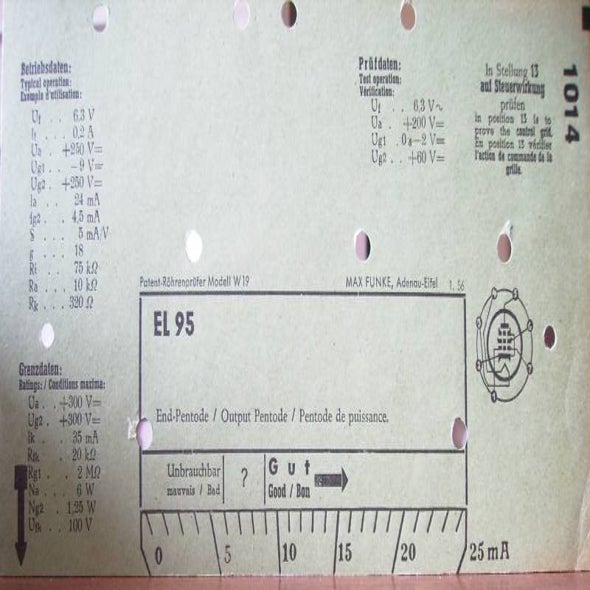 Betriebsdaten:
Typical operation:
Exemple d'utilisation:
Uf . . 6,3 V
If . . . 0,2 A
Ua . . +250 V=
Ug1 . . −9 V=
Ug2 . +250 V=
Ia . . . 24 mA
Ig2 . . 4,5 mA
S . . . 5 mA/V
g . . . 18
Ri . . 75 kΩ
Ra . . 10 kΩ
Rk . . 320 Ω
Grenzdaten:
Ratings: / Conditions maxima:
Ua . . +300 V=
Ug2 . +300 V=
Ik . . 35 mA
20 kΩ
Rg1 . . 2 MΩ
Na . . 6 W
Ng2 . . 1,25 W
100 V
Prüfdaten:
Test operation:
Vérification:
Uf . . 6,3 V~
Ua . +200 V=
Ug1 . 0 s−2 V=
Ug2 . . +60 V=
In Stellung 13
auf Steuerwirkung
prüfen
In position 13 is to
prove the control grid.
En position 13 vérifier
l'action de commande de la
grille.
1014
Patent-Röhrenprüfer Modell W19
MAX FUNKE, Adenau-Eifel
1. 56
EL 95
End-Pentode / Output Pentode / Pentode de puissance.
Unbrauchbar
mauvais / Bad
?
Gut
Good / Bon
0 5 10 15 20 25 mA